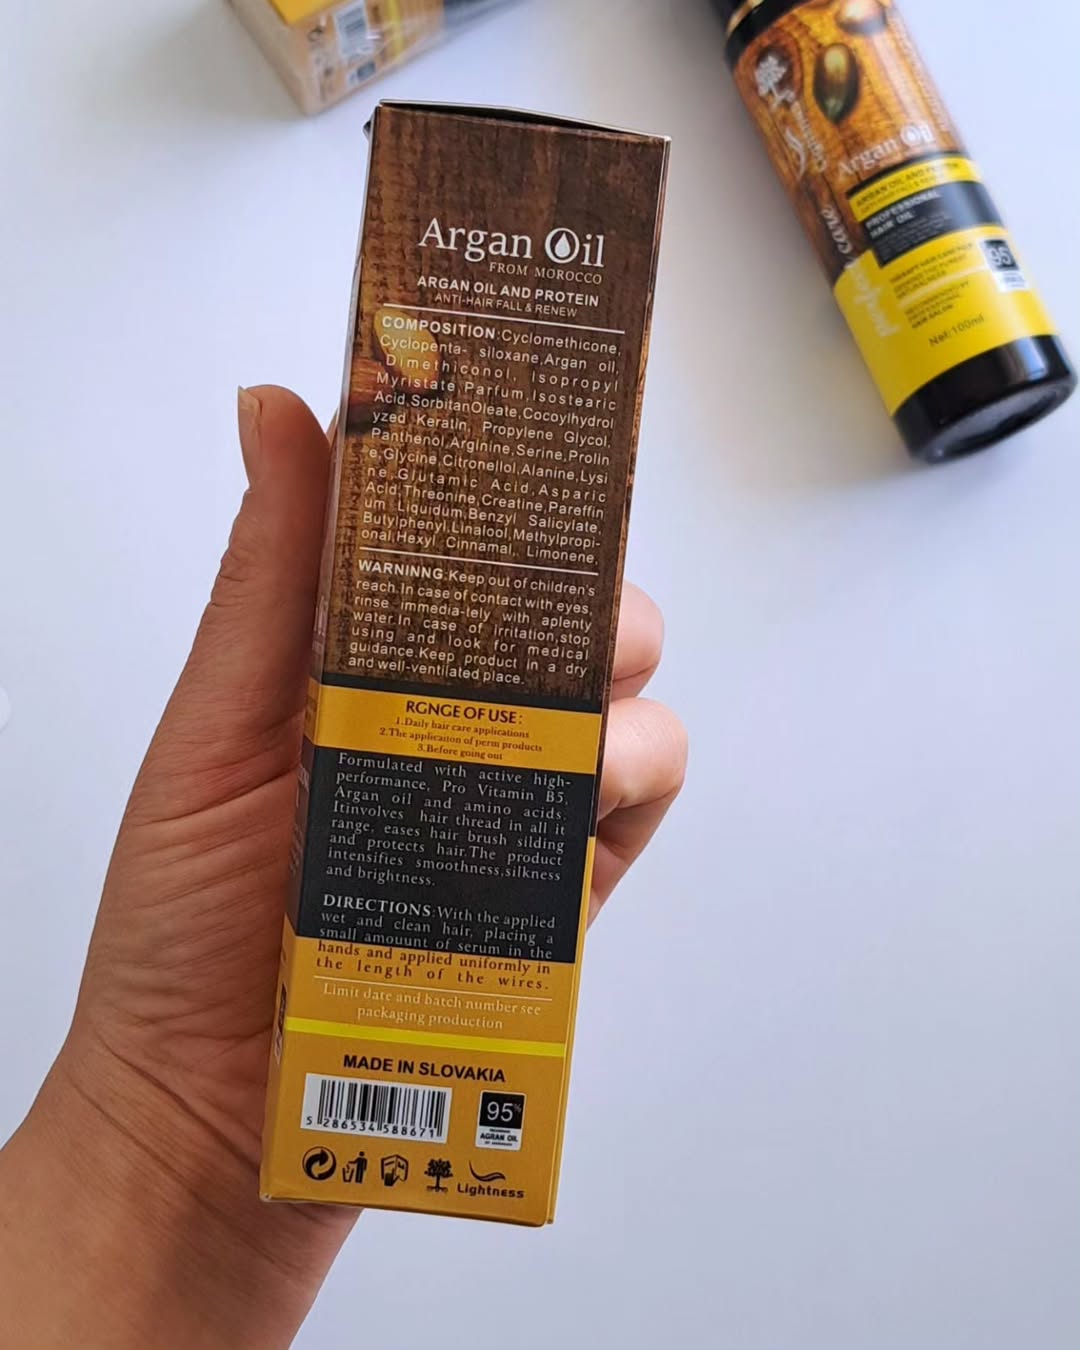 Argan Oil
FROM MOROCCO
ARGAN OIL AND PROTEIN
ANTI-HAIR FALL & RENEW
COMPOSITION:Cyclomethicone,
Cyclopenta- siloxane,Argan oil,
Dimethiconol, Isopropyl
Myristate,Parfum,Isostearic
Acid,SorbitanOleate,Cocoylhydrol
yzed Keratin, Propylene Glycol,
Panthenol,Arginine,Serine,Prolin
e,Glycine,Citronellol,Alanine,Lysi
ne,Glutamic Acid,Asparic
Acid,Threonine,Creatine,Pareffin
um Liquidum,Benzyl Salicylate,
Butylphenyl,Linalool,Methylpropi-
onal,Hexyl Cinnamal, Limonene,
WARNINNG:Keep out of children's
reach.In case of contact with eyes,
rinse immedia-tely with aplenty
water.In case of irritation,stop
using and look for medical
guidance.Keep product in a dry
and well-ventilated place.
RGNGE OF USE:
1.Daily hair care applications
2.The applicaiton of perm products
3.Before going out
Formulated with active high-
performance, Pro Vitamin B5,
Argan oil and amino acids.
Itinvolves hair thread in all it
range, eases hair brush silding
and protects hair.The product
intensifies smoothness,silkness
and brightness.
DIRECTIONS:With the applied
wet and clean hair, placing a
small amouunt of serum in the
hands and applied uniformly in
the length of the wires.
Limit date and batch number see
packaging production
MADE IN SLOVAKIA
5 286534 588671
95%
AGRAN OIL
Lightness
Argan Oil
ARGAN OIL AND PROTEIN
PROFESSIONAL
HAIR OIL
95
HAIR SALON
Net:100ml